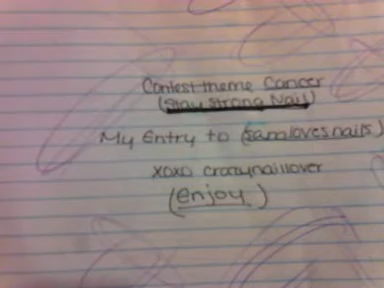 Contest theme Cancer
(Stay Strong Nail)
My Entry to (saralovesnails)
xoxo crazynaillover
(enjoy )